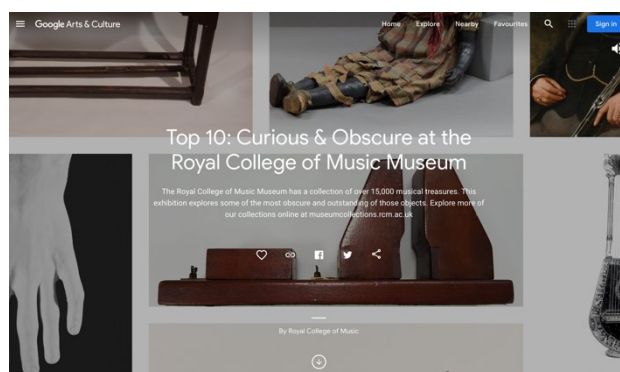 Google Arts & Culture
Home Explore Nearby Favourites
Sign in
Top 10: Curious & Obscure at the
Royal College of Music Museum
The Royal College of Music Museum has a collection of over 15,000 musical treasures. This
exhibition explores some of the most obscure and outstanding of those objects. Explore more of
our collections online at museumcollections.rcm.ac.uk
By Royal College of Music